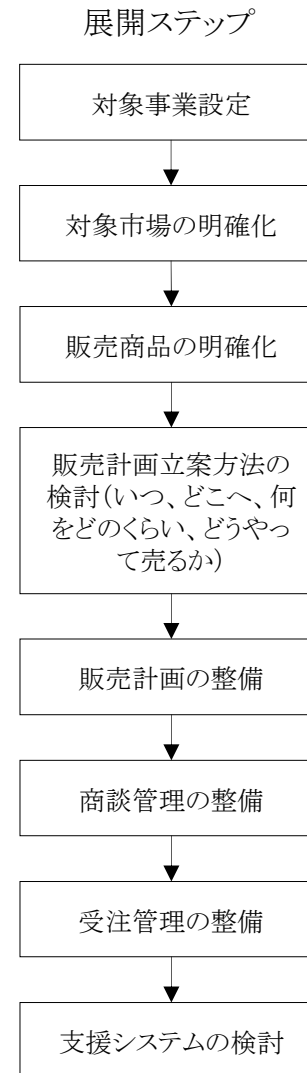 展開ステップ
対象事業設定
対象市場の明確化
販売商品の明確化
販売計画立案方法の
検討(いつ、どこへ、何
をどのくらい、どうやっ
て売るか)
販売計画の整備
商談管理の整備
受注管理の整備
支援システムの検討